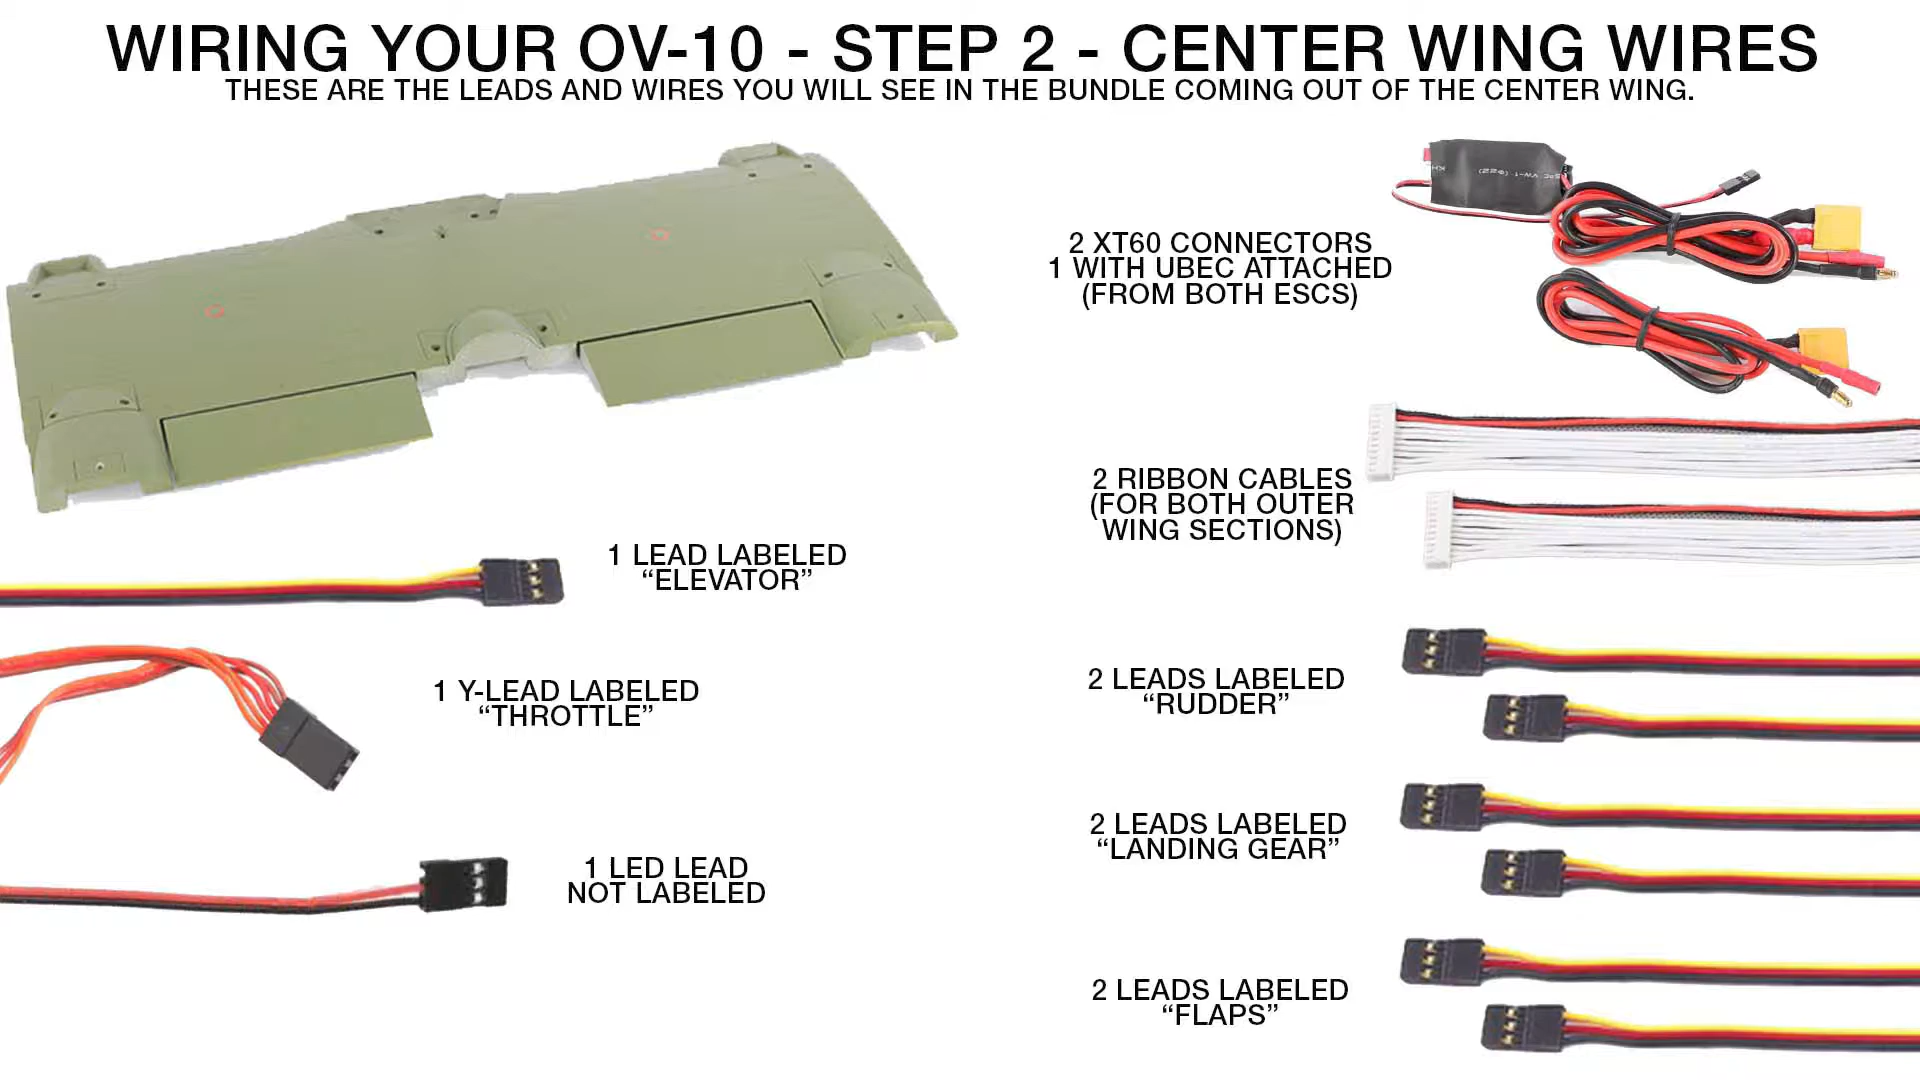 WIRING YOUR OV-10 - STEP 2 - CENTER WING WIRES
THESE ARE THE LEADS AND WIRES YOU WILL SEE IN THE BUNDLE COMING OUT OF THE CENTER WING.
2 XT60 CONNECTORS
1 WITH UBEC ATTACHED
(FROM BOTH ESCS)
2 RIBBON CABLES
(FOR BOTH OUTER
WING SECTIONS)
1 LEAD LABELED
“ELEVATOR”
2 LEADS LABELED
“RUDDER”
1 Y-LEAD LABELED
“THROTTLE”
2 LEADS LABELED
“LANDING GEAR”
1 LED LEAD
NOT LABELED
2 LEADS LABELED
“FLAPS”